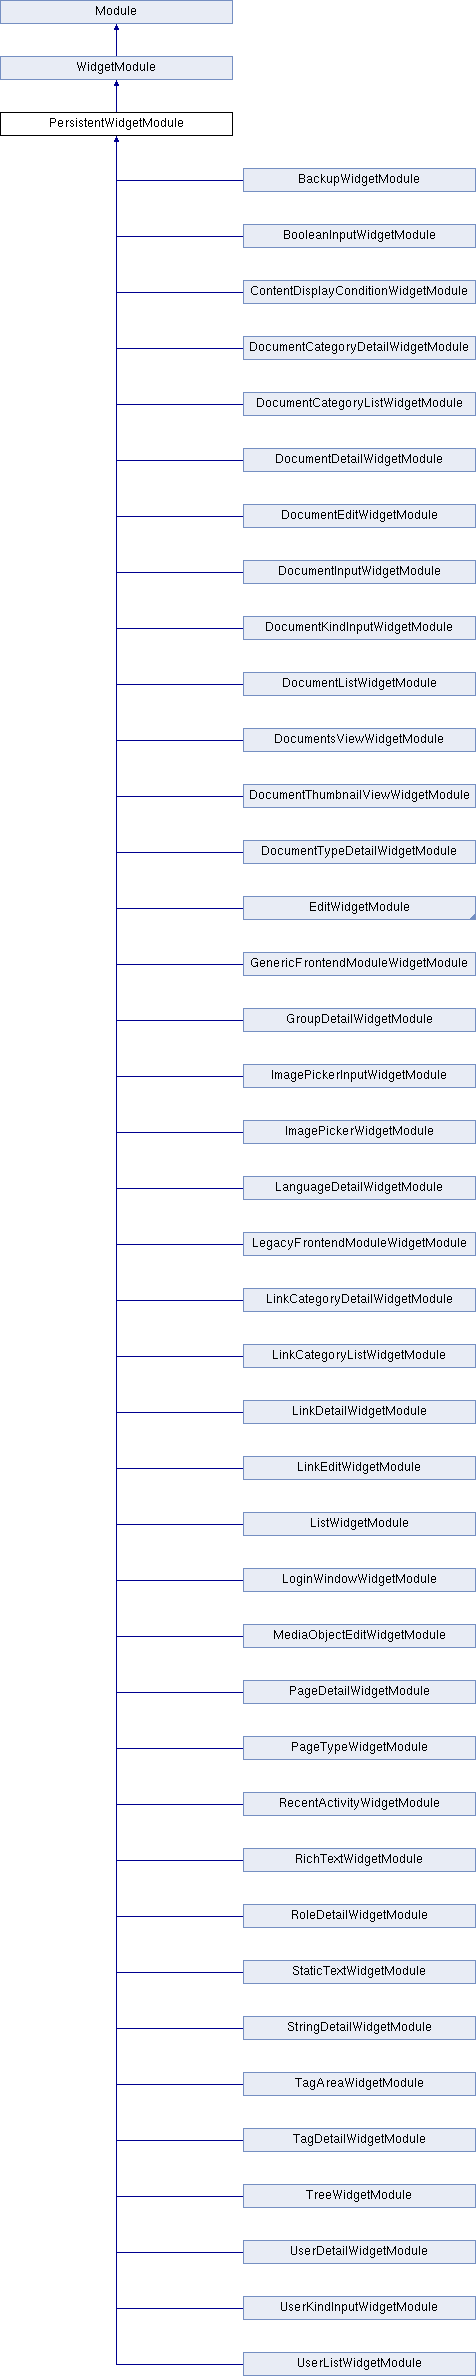 Module
WidgetModule
PersistentWidgetModule
BackupWidgetModule
BooleanInputWidgetModule
ContentDisplayConditionWidgetModule
DocumentCategoryDetailWidgetModule
DocumentCategoryListWidgetModule
DocumentDetailWidgetModule
DocumentEditWidgetModule
DocumentInputWidgetModule
DocumentKindInputWidgetModule
DocumentListWidgetModule
DocumentsViewWidgetModule
DocumentThumbnailViewWidgetModule
DocumentTypeDetailWidgetModule
EditWidgetModule
GenericFrontendModuleWidgetModule
GroupDetailWidgetModule
ImagePickerInputWidgetModule
ImagePickerWidgetModule
LanguageDetailWidgetModule
LegacyFrontendModuleWidgetModule
LinkCategoryDetailWidgetModule
LinkCategoryListWidgetModule
LinkDetailWidgetModule
LinkEditWidgetModule
ListWidgetModule
LoginWindowWidgetModule
MediaObjectEditWidgetModule
PageDetailWidgetModule
PageTypeWidgetModule
RecentActivityWidgetModule
RichTextWidgetModule
RoleDetailWidgetModule
StaticTextWidgetModule
StringDetailWidgetModule
TagAreaWidgetModule
TagDetailWidgetModule
TreeWidgetModule
UserDetailWidgetModule
UserKindInputWidgetModule
UserListWidgetModule